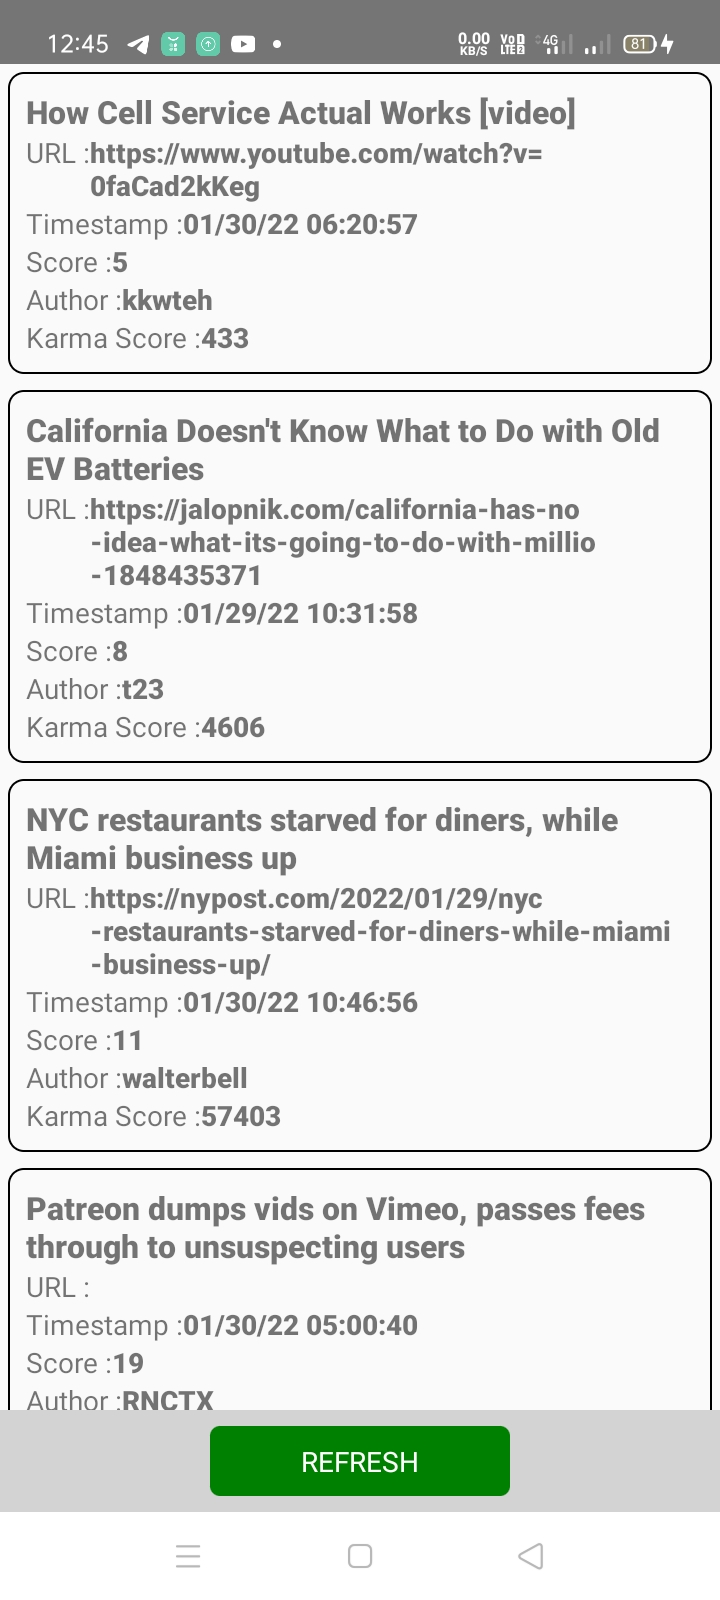 12:45
0.00 KB/S VoD LTE2 4G 81
How Cell Service Actual Works [video]
URL :https://www.youtube.com/watch?v=
0faCad2kKeg
Timestamp :01/30/22 06:20:57
Score :5
Author :kkwteh
Karma Score :433
California Doesn't Know What to Do with Old
EV Batteries
URL :https://jalopnik.com/california-has-no
-idea-what-its-going-to-do-with-millio
-1848435371
Timestamp :01/29/22 10:31:58
Score :8
Author :t23
Karma Score :4606
NYC restaurants starved for diners, while
Miami business up
URL :https://nypost.com/2022/01/29/nyc
-restaurants-starved-for-diners-while-miami
-business-up/
Timestamp :01/30/22 10:46:56
Score :11
Author :walterbell
Karma Score :57403
Patreon dumps vids on Vimeo, passes fees
through to unsuspecting users
URL :
Timestamp :01/30/22 05:00:40
Score :19
Author :RNCTX
REFRESH